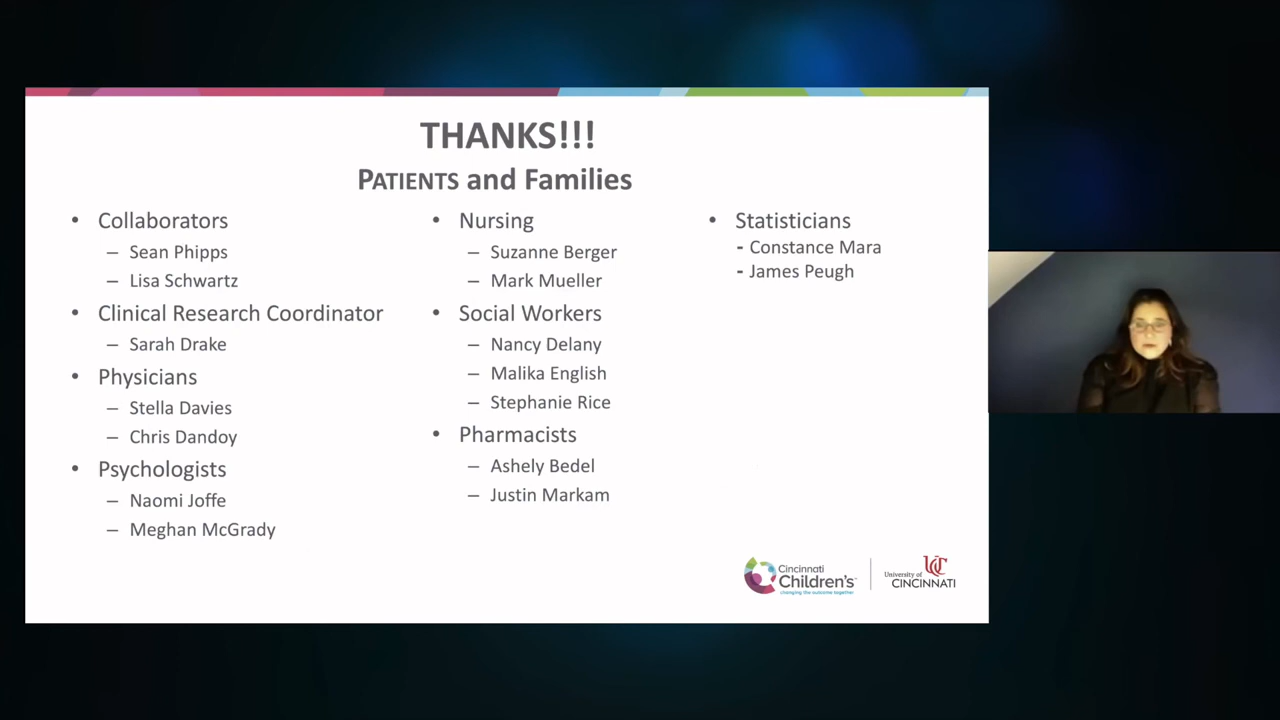 THANKS!!!
PATIENTS and Families
• Collaborators
– Sean Phipps
– Lisa Schwartz
• Clinical Research Coordinator
– Sarah Drake
• Physicians
– Stella Davies
– Chris Dandoy
• Psychologists
– Naomi Joffe
– Meghan McGrady
• Nursing
– Suzanne Berger
– Mark Mueller
• Social Workers
– Nancy Delany
– Malika English
– Stephanie Rice
• Pharmacists
– Ashely Bedel
– Justin Markam
• Statisticians
- Constance Mara
- James Peugh
Cincinnati
Children's
changing the outcome together
UC
University of
CINCINNATI